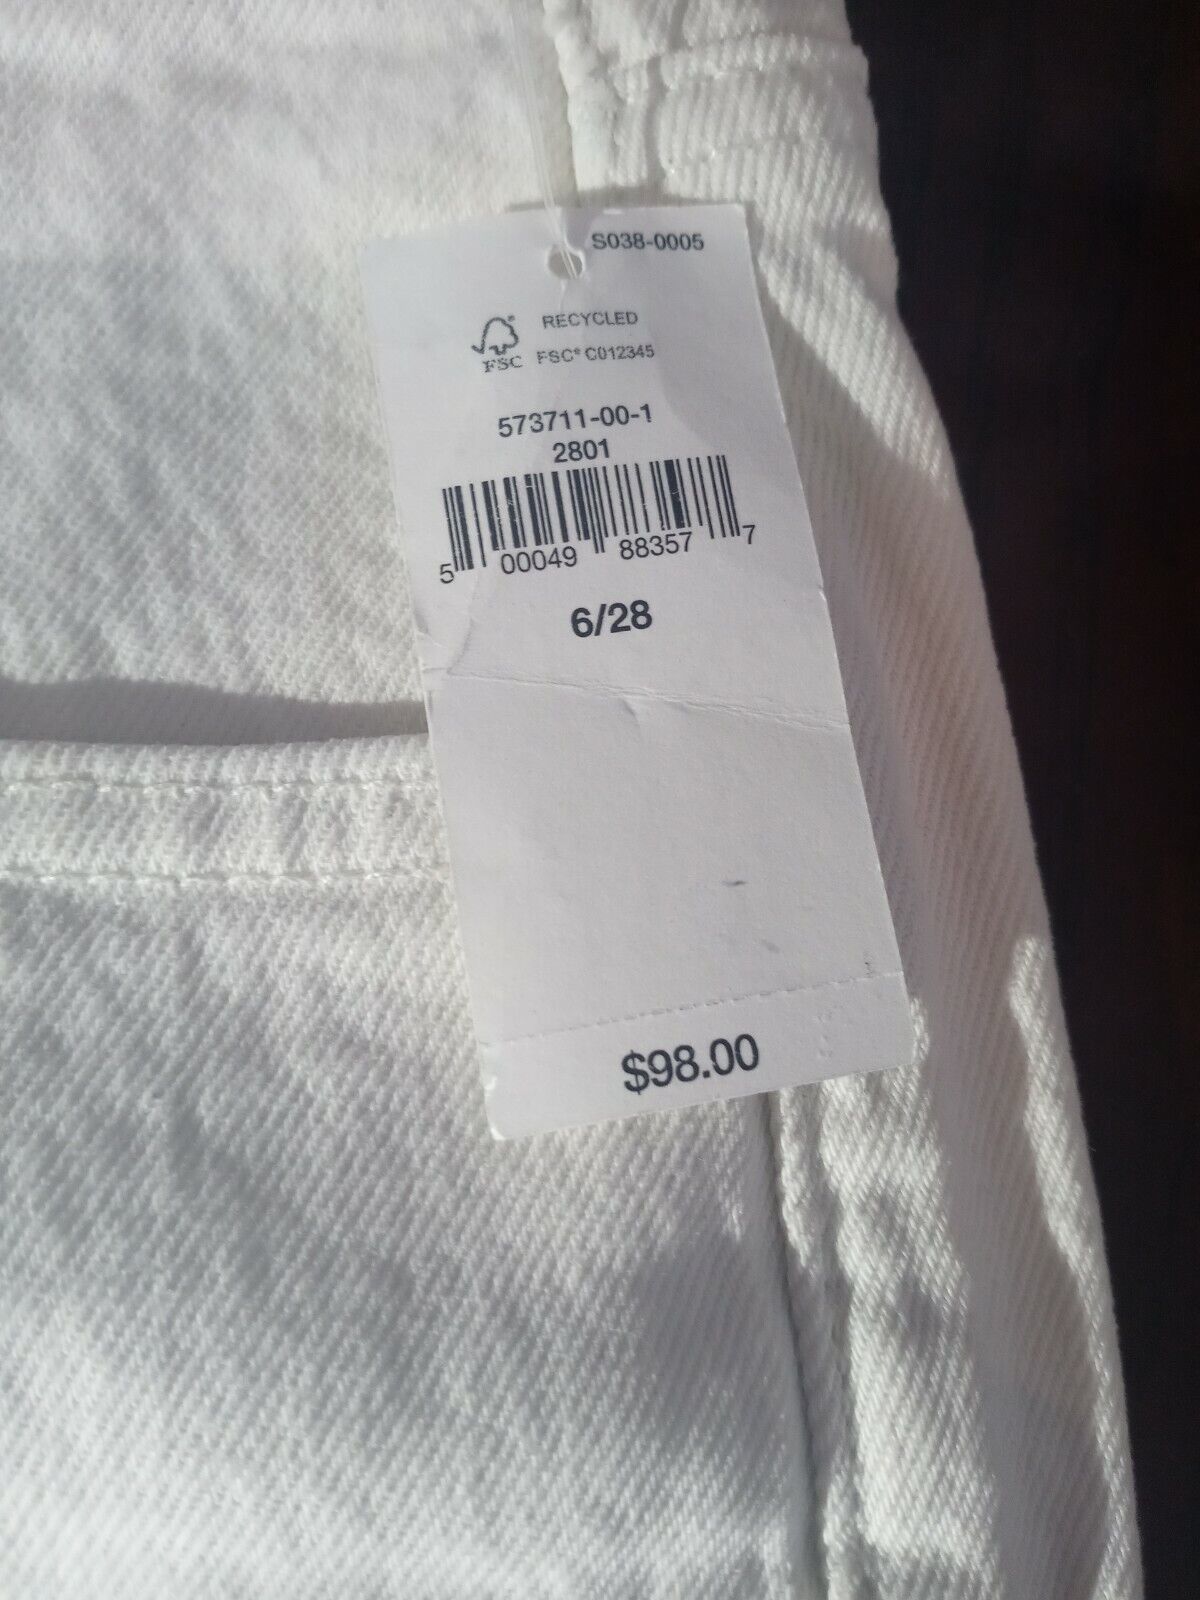 S038-0005
RECYCLED
FSC® FSC® C012345
573711-00-1
2801
5 00049 88357 7
6/28
$98.00